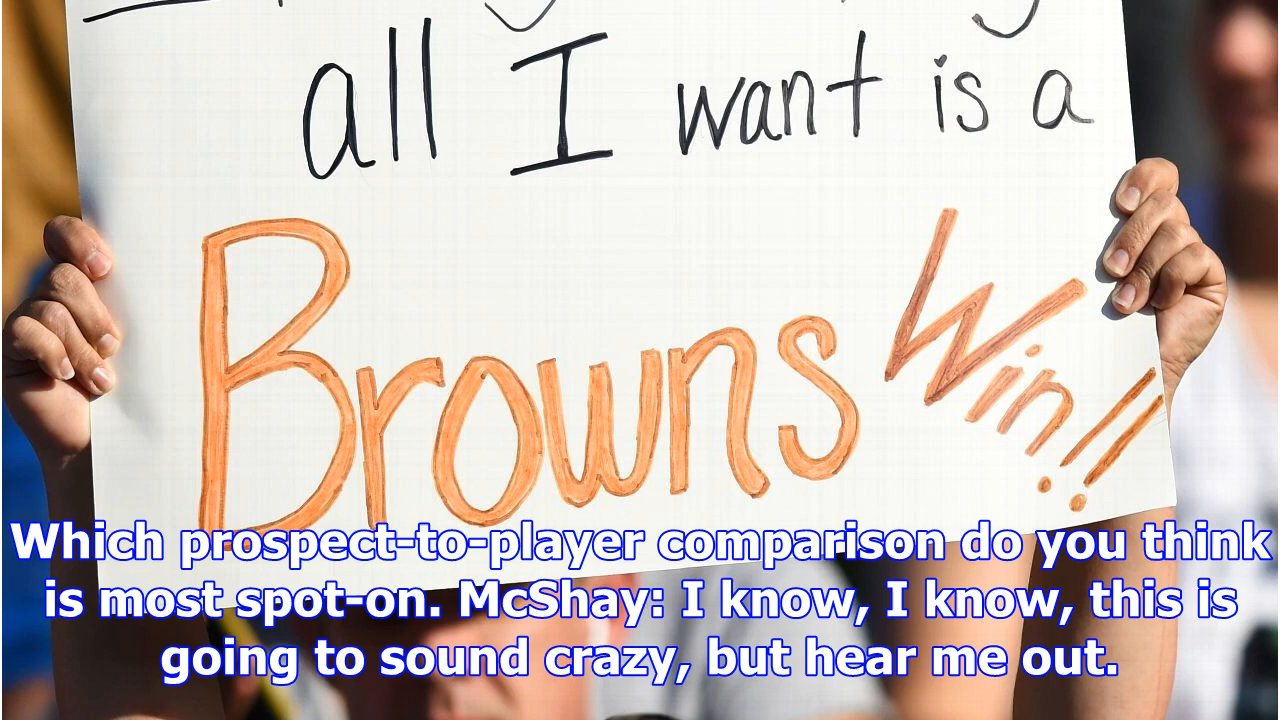 all I want is a
Browns Win!!
Which prospect-to-player comparison do you think
is most spot-on. McShay: I know, I know, this is
going to sound crazy, but hear me out.